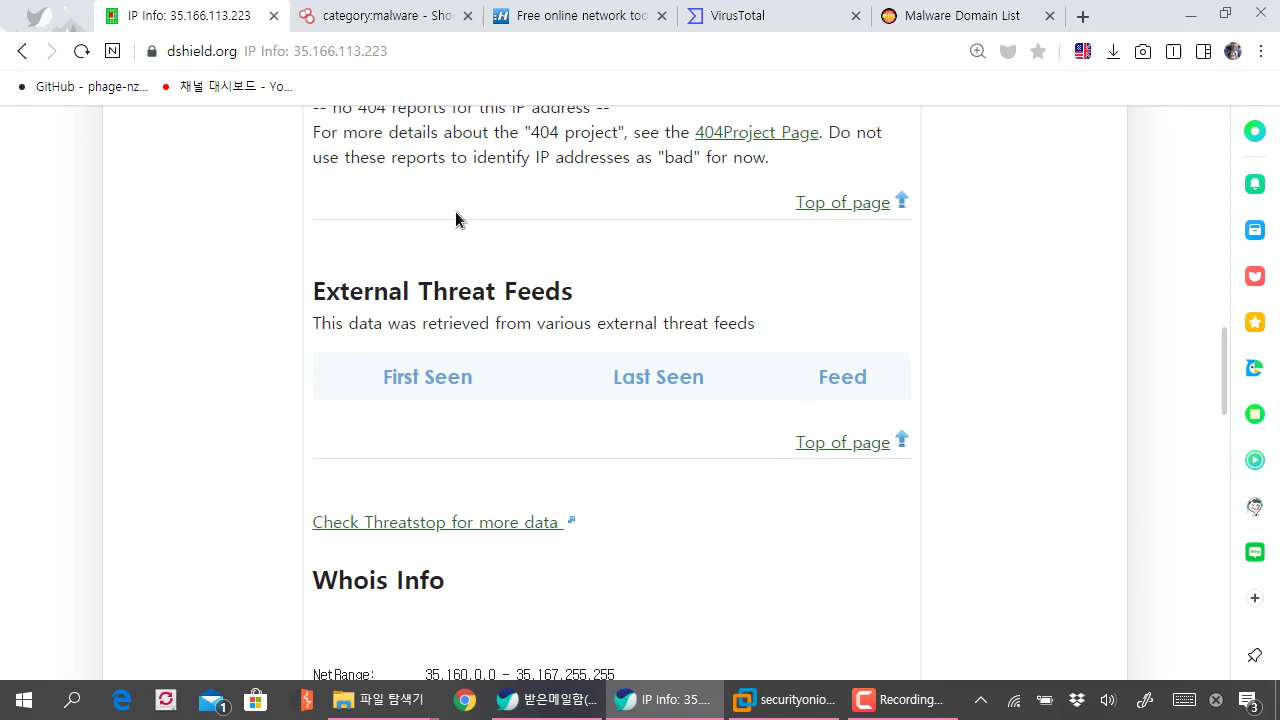 IP Info: 35.166.113.223
category:malware - Sho
Free online network too
VirusTotal
Malware Domain List
N
dshield.org IP Info: 35.166.113.223
GitHub - phage-nz...
채널 대시보드 - Yo...
-- no 404 reports for this IP address --
For more details about the "404 project", see the 404Project Page. Do not
use these reports to identify IP addresses as "bad" for now.
Top of page
External Threat Feeds
This data was retrieved from various external threat feeds
First Seen Last Seen Feed
Top of page
Check Threatstop for more data
Whois Info
NetRange: 35.160.0.0 - 35.167.255.255
1
파일 탐색기
받은메일함(...
IP Info: 35....
securityonio...
Recording...
3